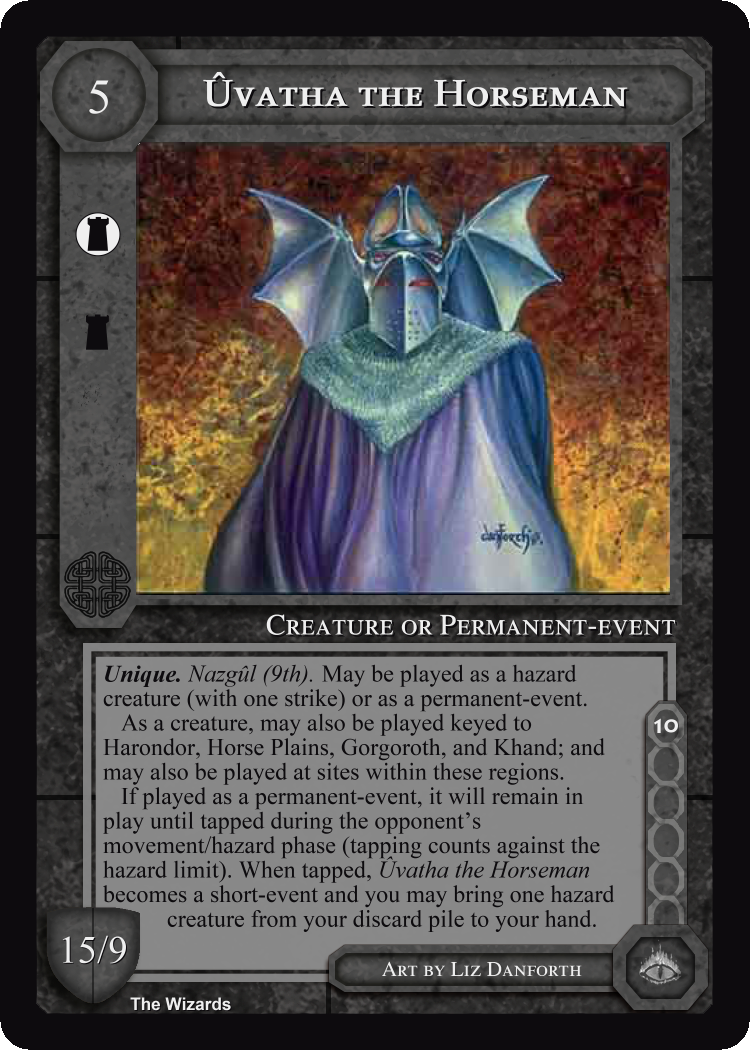 5
Ûvatha the Horseman
danForth
Creature or Permanent-event
Unique. Nazgûl (9th). May be played as a hazard
creature (with one strike) or as a permanent-event.
As a creature, may also be played keyed to
Harondor, Horse Plains, Gorgoroth, and Khand; and
may also be played at sites within these regions.
If played as a permanent-event, it will remain in
play until tapped during the opponent's
movement/hazard phase (tapping counts against the
hazard limit). When tapped, Ûvatha the Horseman
becomes a short-event and you may bring one hazard
creature from your discard pile to your hand.
10
15/9
Art by Liz Danforth
The Wizards